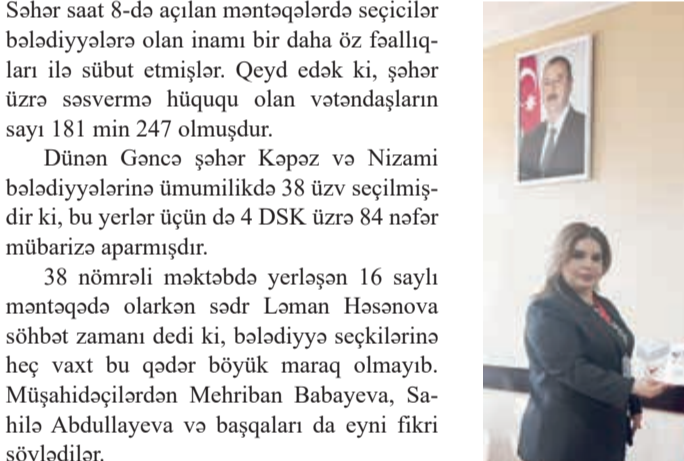 Səhər saat 8-də açılan məntəqələrdə seçicilər
bələdiyyələrə olan inamı bir daha öz fəallıq-
ları ilə sübut etmişlər. Qeyd edək ki, şəhər
üzrə səsvermə hüququ olan vətəndaşların
sayı 181 min 247 olmuşdur.
Dünən Gəncə şəhər Kəpəz və Nizami
bələdiyyələrinə ümumilikdə 38 üzv seçilmiş-
dir ki, bu yerlər üçün də 4 DSK üzrə 84 nəfər
mübarizə aparmışdır.
38 nömrəli məktəbdə yerləşən 16 saylı
məntəqədə olarkən sədr Ləman Həsənova
söhbət zamanı dedi ki, bələdiyyə seçkilərinə
heç vaxt bu qədər böyük maraq olmayıb.
Müşahidəçilərdən Mehriban Babayeva, Sa-
hilə Abdullayeva və başqaları da eyni fikri
söylədilər.